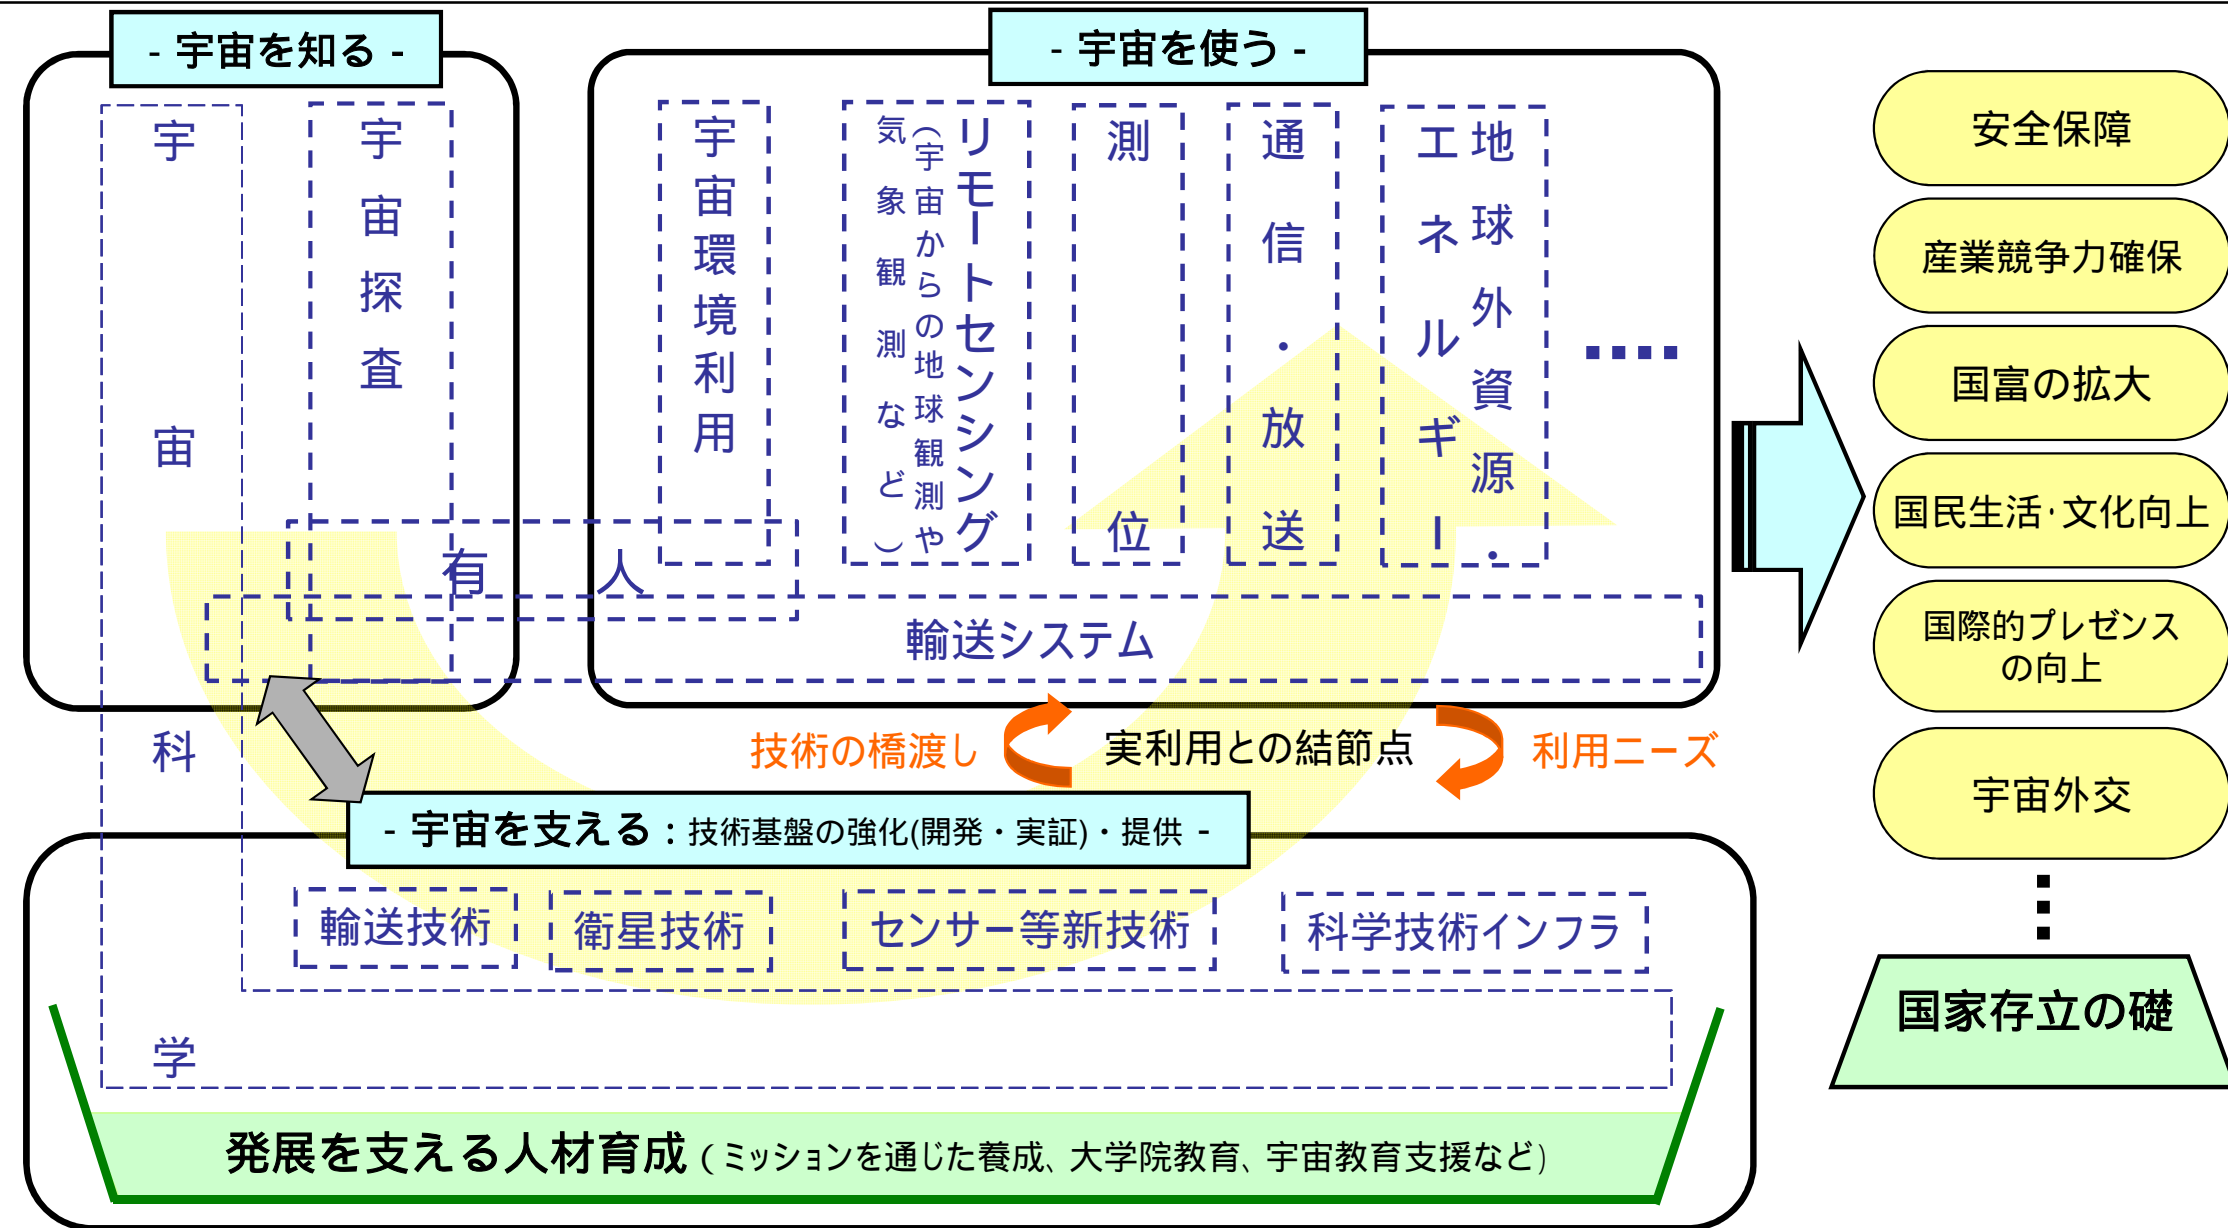 - 宇宙を知る -
- 宇宙を使う -
宇宙科学
宇宙探査
宇宙環境利用
リモートセンシング
（宇宙からの地球観測や
気象観測など）
測位
通信・放送
地球外資源・
エネルギー
････
有人
輸送システム
技術の橋渡し
実利用との結節点
利用ニーズ
- 宇宙を支える：技術基盤の強化(開発・実証)・提供 -
輸送技術
衛星技術
センサー等新技術
科学技術インフラ
発展を支える人材育成（ミッションを通じた養成、大学院教育、宇宙教育支援など）
安全保障
産業競争力確保
国富の拡大
国民生活･文化向上
国際的プレゼンス
の向上
宇宙外交
国家存立の礎